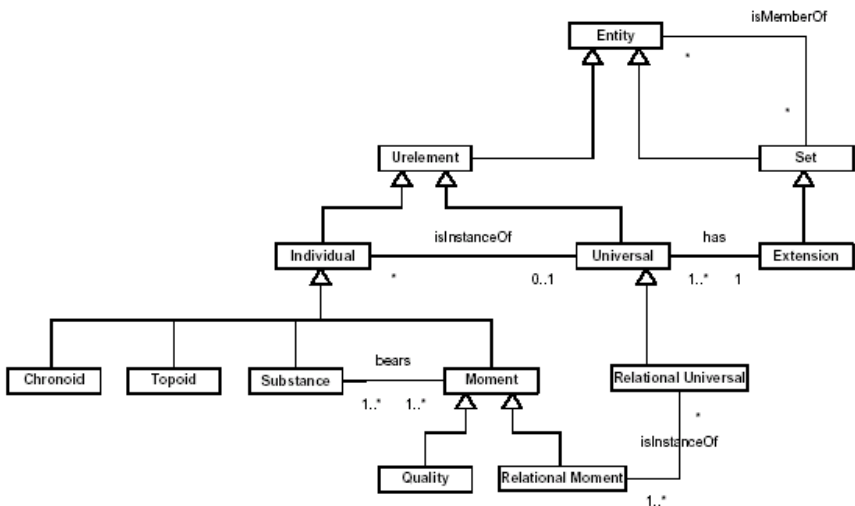 isMemberOf
Entity
*
*
Urelement
Set
isInstanceOf
has
Individual
Universal
Extension
*
0..1
1..*
1
bears
Chronoid
Topoid
Substance
Moment
Relational Universal
1..*
1..*
*
isInstanceOf
Quality
Relational Moment
1..*